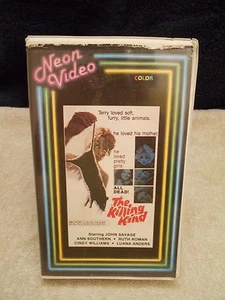 Neon
Video
COLOR
Terry loved soft,
furry, little animals.
he loved his mother
he
loved
pretty
girls
ALL
DEAD!
The
Killing
Kind
Starring JOHN SAVAGE
ANN SOUTHERN • RUTH ROMAN
CINDY WILLIAMS • LUANA ANDERS